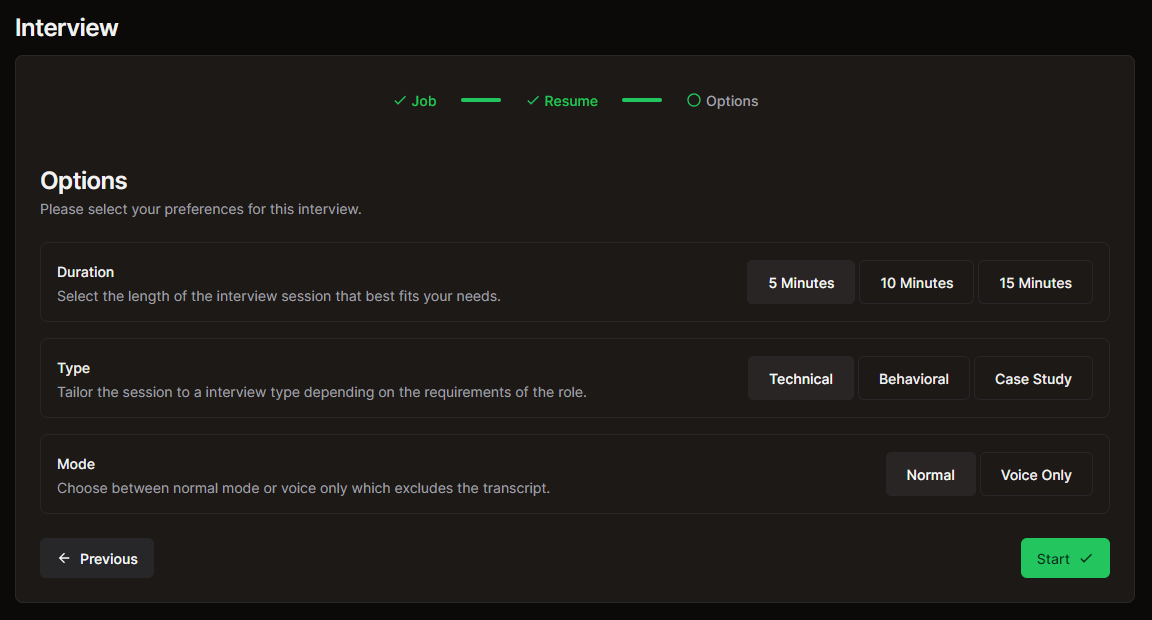 Interview
Job
Resume
Options
Options
Please select your preferences for this interview.
Duration
Select the length of the interview session that best fits your needs.
5 Minutes
10 Minutes
15 Minutes
Type
Tailor the session to a interview type depending on the requirements of the role.
Technical
Behavioral
Case Study
Mode
Choose between normal mode or voice only which excludes the transcript.
Normal
Voice Only
Previous
Start